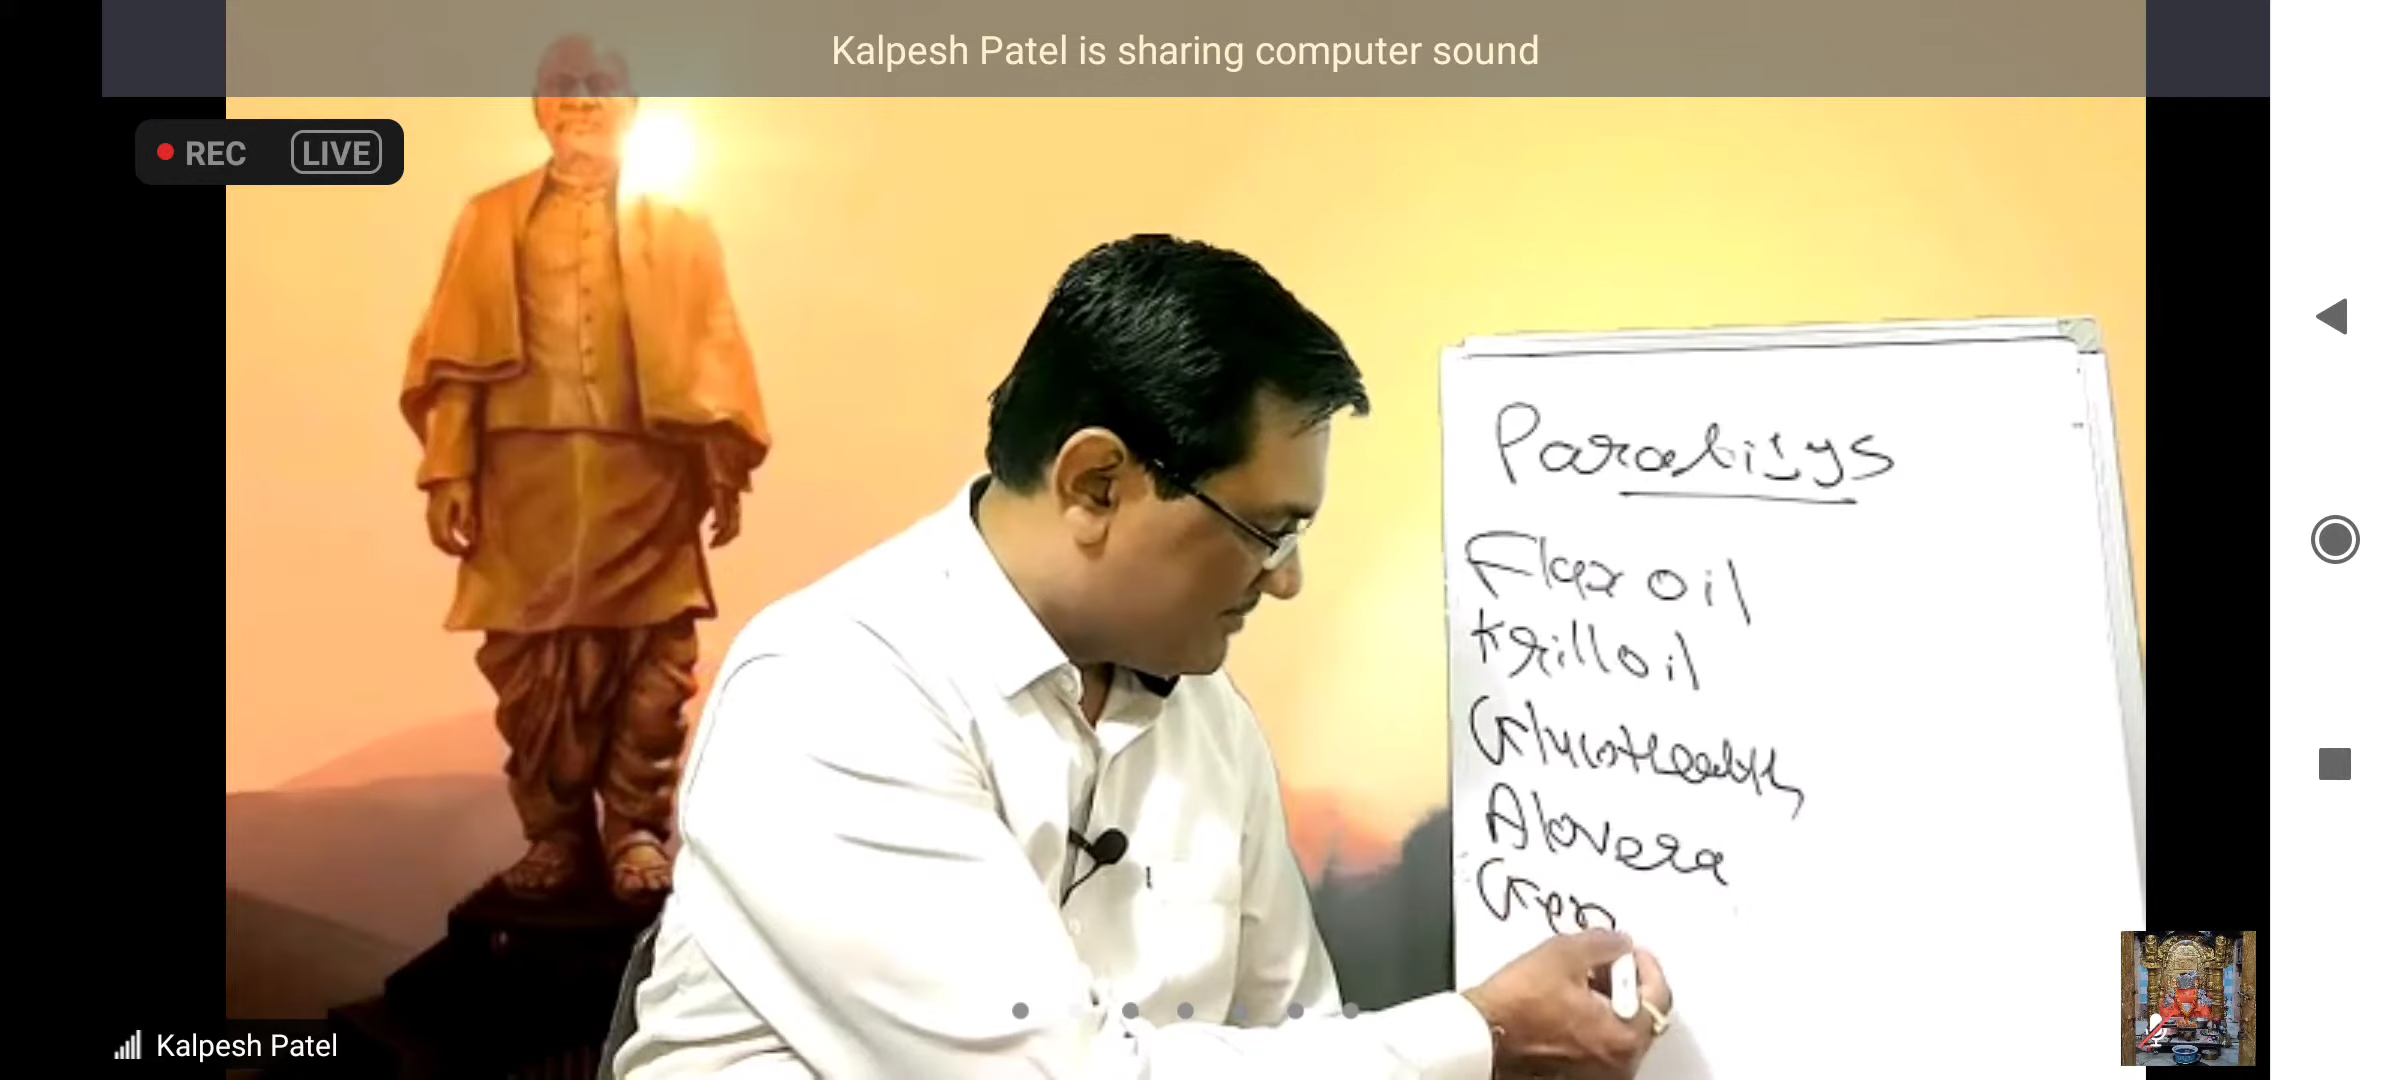 Kalpesh Patel is sharing computer sound
REC LIVE
Paralisys
Flax oil
Krill oil
Alovera
Kalpesh Patel